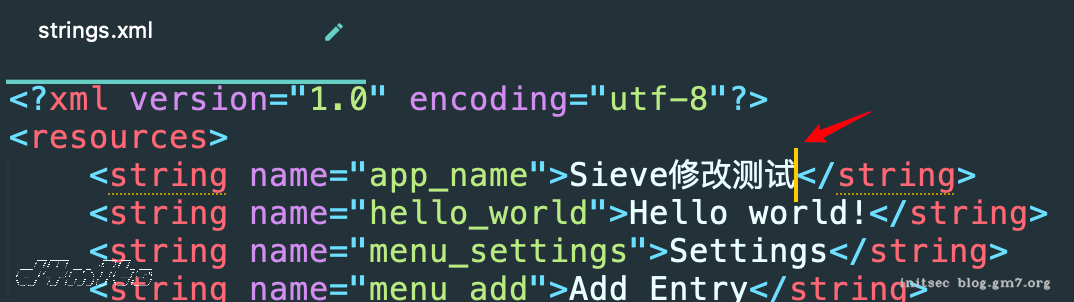 strings.xml
<?xml version="1.0" encoding="utf-8"?>
<resources>
<string name="app_name">Sieve修改测试</string>
<string name="hello_world">Hello world!</string>
<string name="menu_settings">Settings</string>
<string name="menu_add">Add Entry</string>
initsec blog.gm7.org